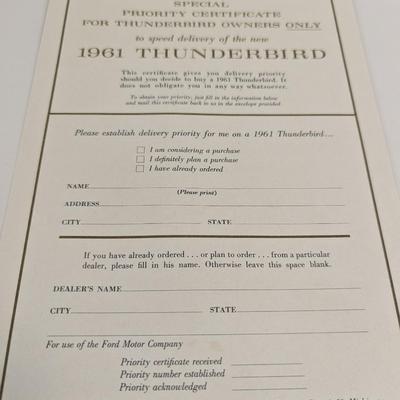 SPECIAL
PRIORITY CERTIFICATE
FOR THUNDERBIRD OWNERS ONLY
to speed delivery of the new
1961 THUNDERBIRD
This certificate gives you delivery priority
should you decide to buy a 1961 Thunderbird. It
does not obligate you in any way whatsoever.
To obtain your priority, just fill in the information below
and mail this certificate back to us in the envelope provided
Please establish delivery priority for me on a 1961 Thunderbird...
I am considering a purchase
I definitely plan a purchase
I have already ordered
NAME
(Please print)
ADDRESS
CITY STATE
If you have already ordered . . . or plan to order . . . from a particular
dealer, please fill in his name. Otherwise leave this space blank.
DEALER'S NAME
CITY STATE
For use of the Ford Motor Company
Priority certificate received
Priority number established
Priority acknowledged